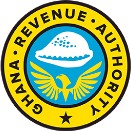 GHANA · REVENUE · AUTHORITY